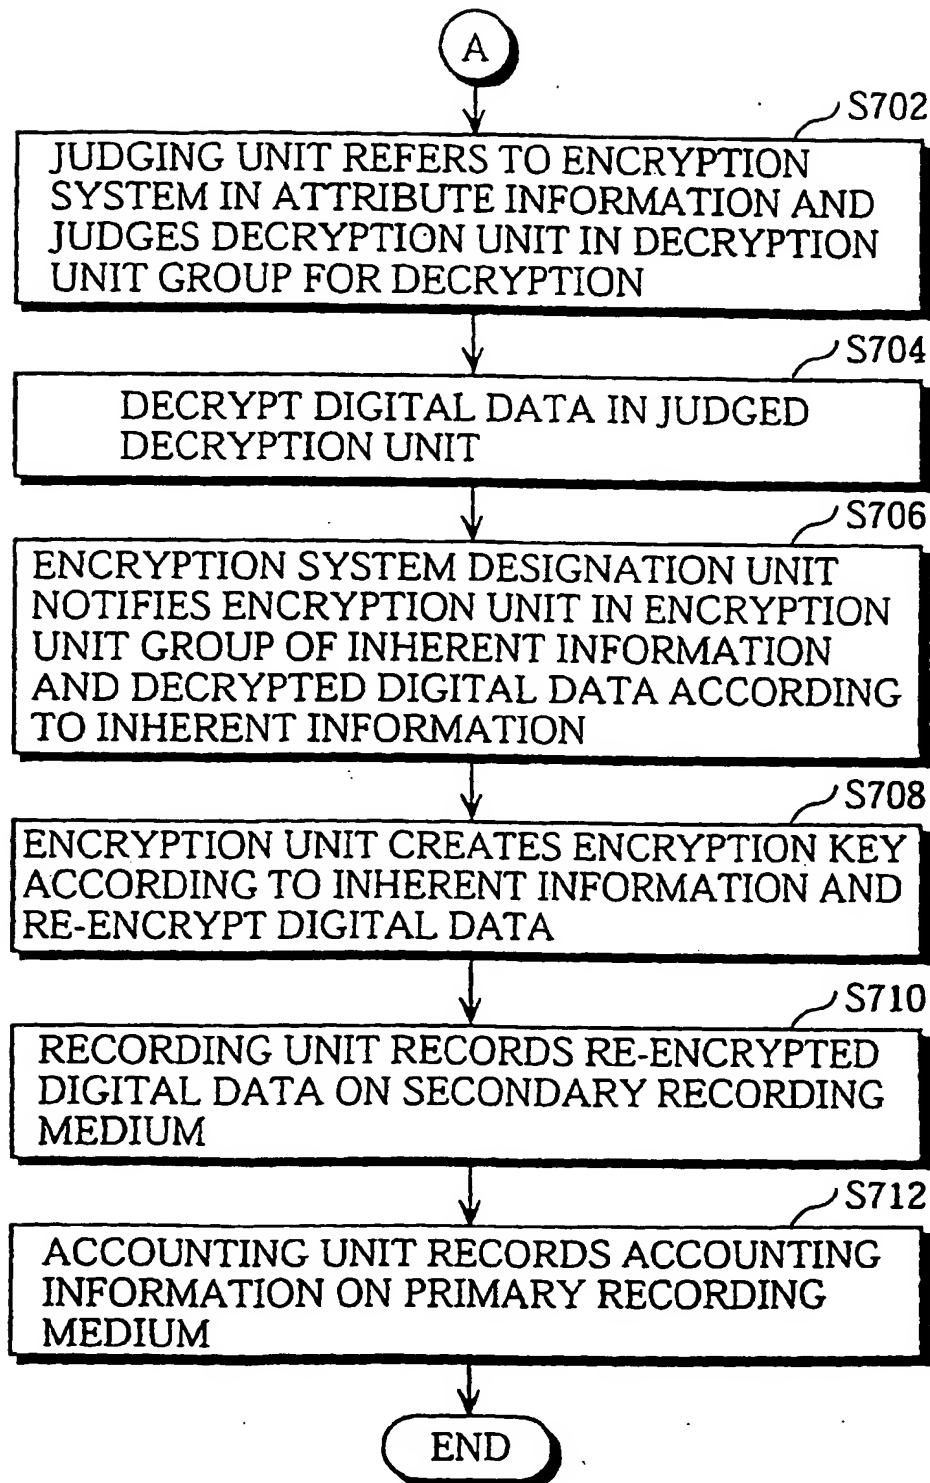 A
S702
JUDGING UNIT REFERS TO ENCRYPTION
SYSTEM IN ATTRIBUTE INFORMATION AND
JUDGES DECRYPTION UNIT IN DECRYPTION
UNIT GROUP FOR DECRYPTION
S704
DECRYPT DIGITAL DATA IN JUDGED
DECRYPTION UNIT
S706
ENCRYPTION SYSTEM DESIGNATION UNIT
NOTIFIES ENCRYPTION UNIT IN ENCRYPTION
UNIT GROUP OF INHERENT INFORMATION
AND DECRYPTED DIGITAL DATA ACCORDING
TO INHERENT INFORMATION
S708
ENCRYPTION UNIT CREATES ENCRYPTION KEY
ACCORDING TO INHERENT INFORMATION AND
RE-ENCRYPT DIGITAL DATA
S710
RECORDING UNIT RECORDS RE-ENCRYPTED
DIGITAL DATA ON SECONDARY RECORDING
MEDIUM
S712
ACCOUNTING UNIT RECORDS ACCOUNTING
INFORMATION ON PRIMARY RECORDING
MEDIUM
END